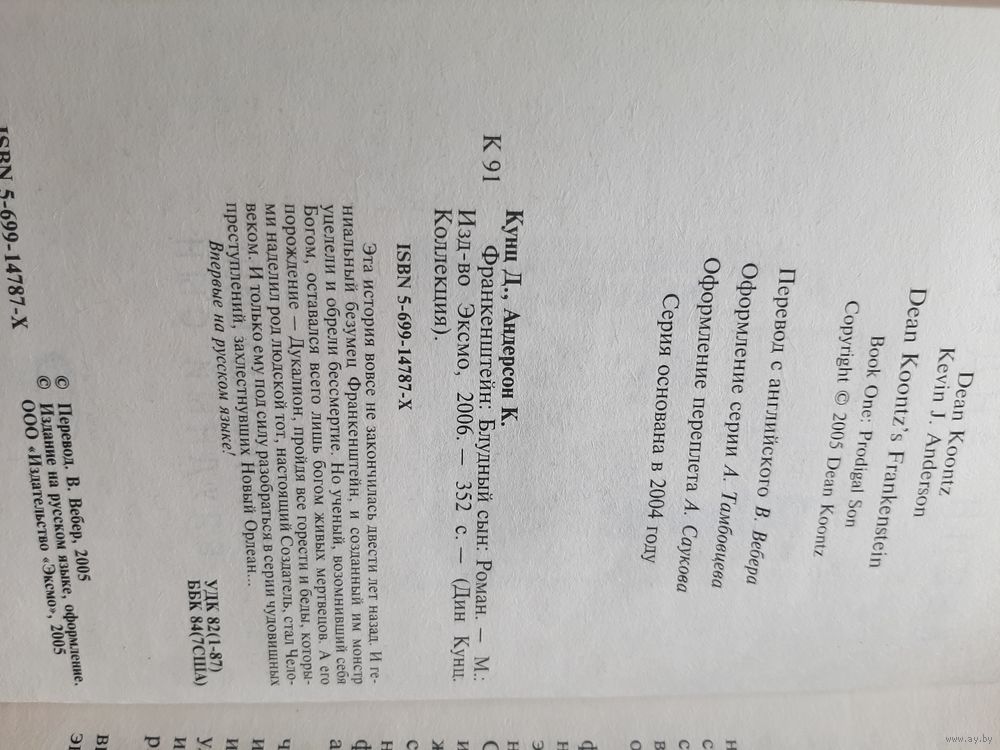 Dean Koontz
Kevin J. Anderson
Dean Koontz's Frankenstein
Book One: Prodigal Son
Copyright © 2005 Dean Koontz
Перевод с английского В. Вебера
Оформление серии А. Тамбовцева
Оформление переплета А. Саукова
Серия основана в 2004 году
Кунц Д., Андерсон К.
К 91
Франкенштейн: Блудный сын: Роман. — М.:
Изд-во Эксмо, 2006. — 352 с. — (Дин Кунц.
Коллекция).
ISBN 5-699-14787-X
Эта история вовсе не закончилась двести лет назад. И ге-
ниальный безумец Франкенштейн, и созданный им монстр
уцелели и обрели бессмертие. Но ученый, возомнивший себя
Богом, оставался всего лишь богом живых мертвецов. А его
порождение — Дукалион, пройдя все горести и беды, которы-
ми наделил род людской тот, настоящий Создатель, стал Чело-
веком. И только ему под силу разобраться в серии чудовищных
преступлений, захлестнувших Новый Орлеан...
Впервые на русском языке!
УДК 82(1-87)
ББК 84(7США)
© Перевод. В. Вебер, 2005
© Издание на русском языке, оформление.
ООО «Издательство «Эксмо», 2005
ISBN 5-699-14787-X
www.ay.by